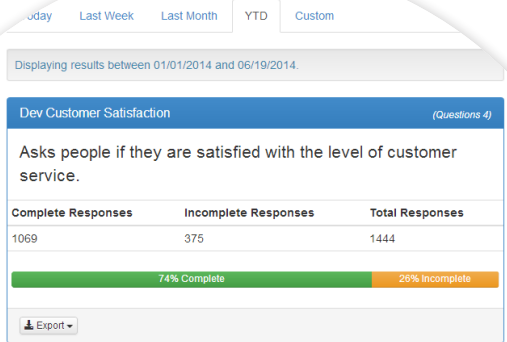 Last Week Last Month YTD Custom
Displaying results between 01/01/2014 and 06/19/2014.
Dev Customer Satisfaction (Questions 4)
Asks people if they are satisfied with the level of customer
service.
Complete Responses Incomplete Responses Total Responses
1069 375 1444
74% Complete 26% Incomplete
Export